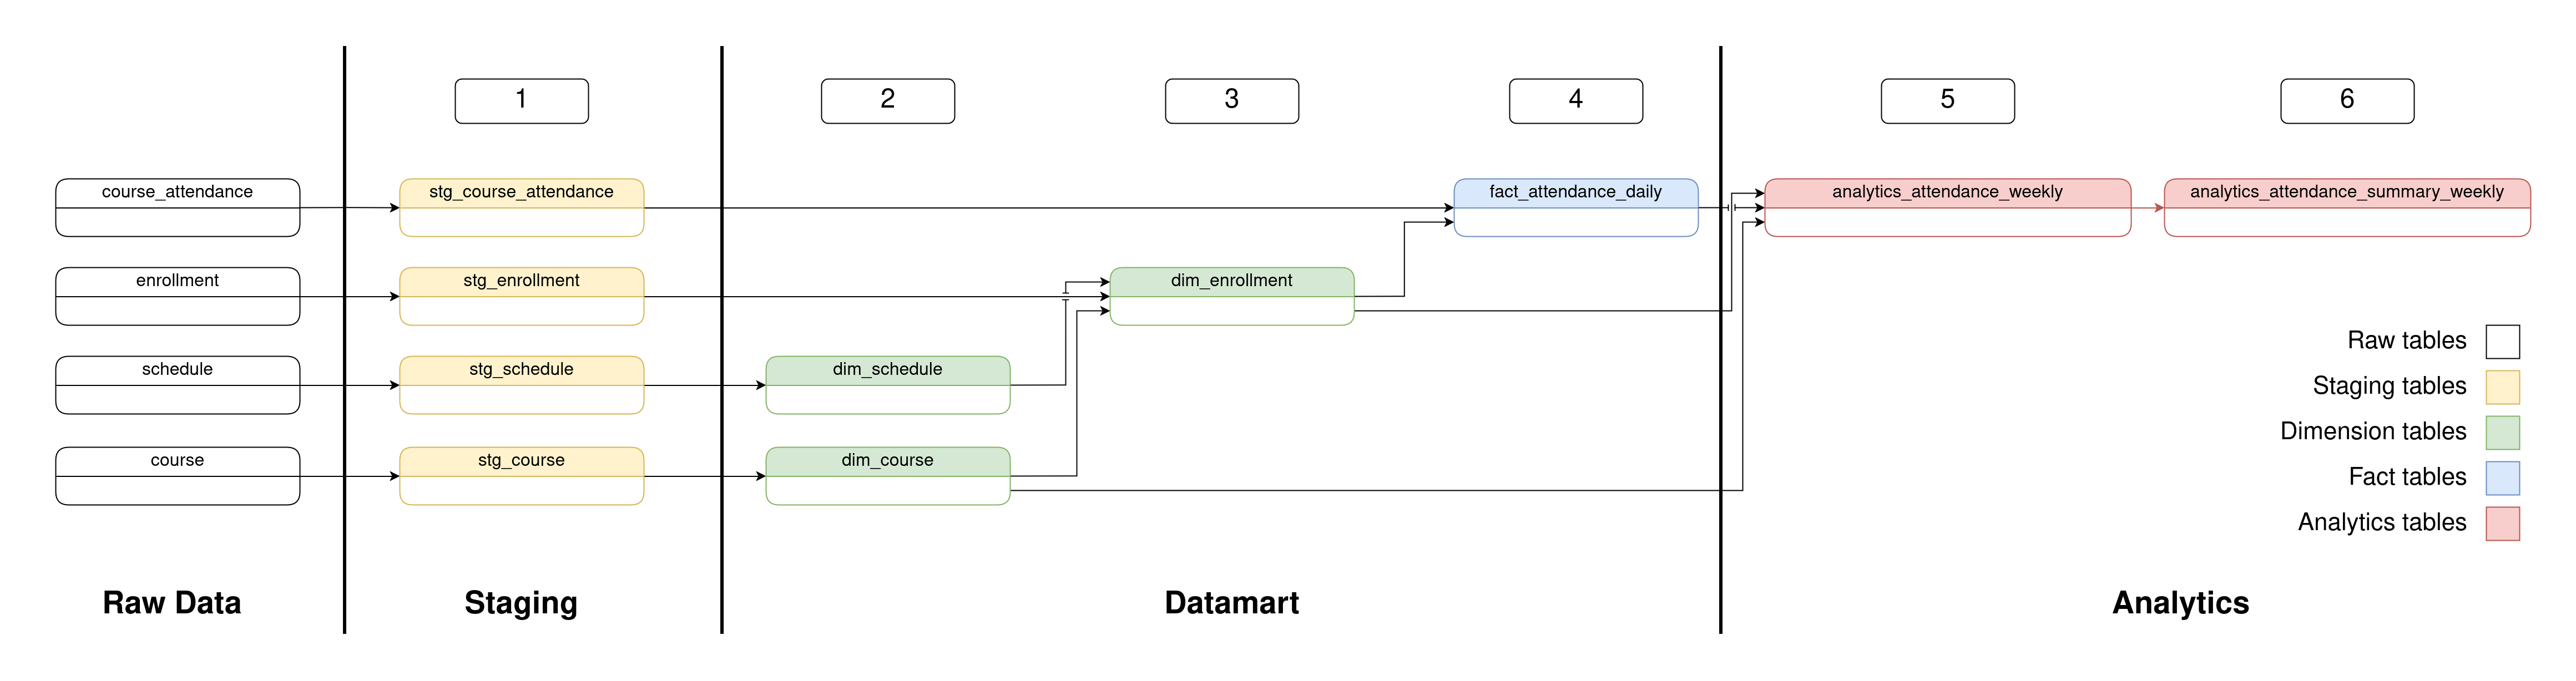 1
2
3
4
5
6
course_attendance
stg_course_attendance
fact_attendance_daily
analytics_attendance_weekly
analytics_attendance_summary_weekly
enrollment
stg_enrollment
dim_enrollment
schedule
stg_schedule
dim_schedule
course
stg_course
dim_course
Raw tables
Staging tables
Dimension tables
Fact tables
Analytics tables
Raw Data
Staging
Datamart
Analytics